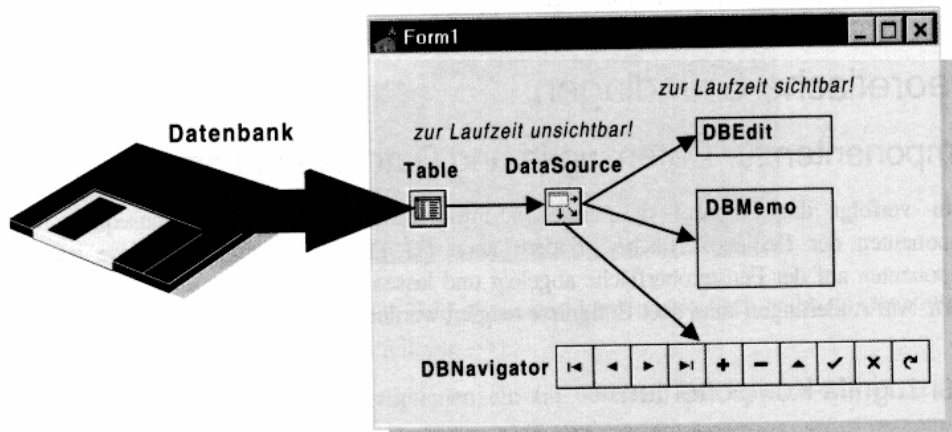 Form1
zur Laufzeit sichtbar!
Datenbank
zur Laufzeit unsichtbar!
DBEdit
Table
DataSource
DBMemo
DBNavigator